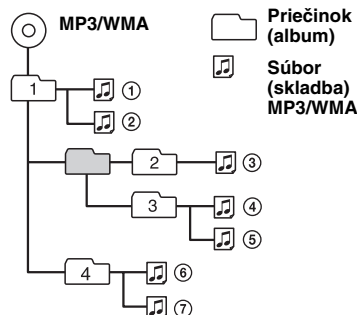 MP3/WMA
Priečinok
(album)
Súbor
(skladba)
MP3/WMA
1
①
②
2
③
3
④
⑤
4
⑥
⑦